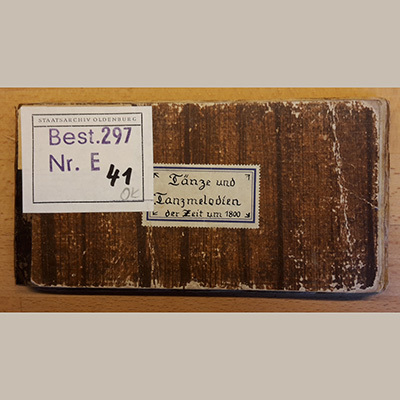 STAATSARCHIV OLDENBURG
Best.297
Nr. E 41
OK
Tänze und
Tanzmelodien
der Zeit um 1800